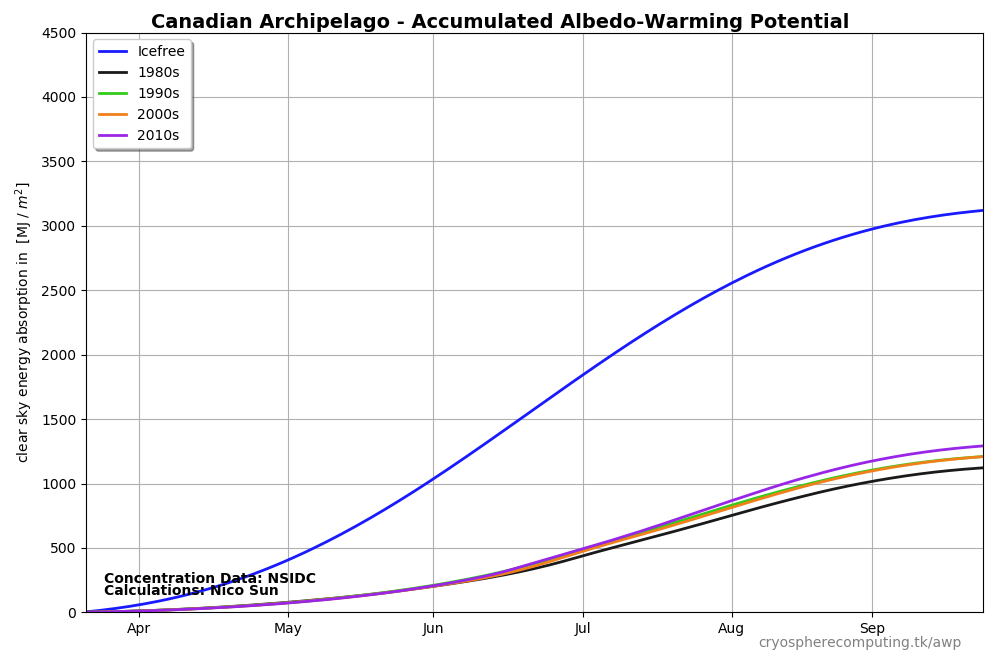 Canadian Archipelago - Accumulated Albedo-Warming Potential
clear sky energy absorption in [MJ / m²]
4500
4000
3500
3000
2500
2000
1500
1000
500
0
Icefree
1980s
1990s
2000s
2010s
Concentration Data: NSIDC
Calculations: Nico Sun
Apr May Jun Jul Aug Sep
cryospherecomputing.tk/awp